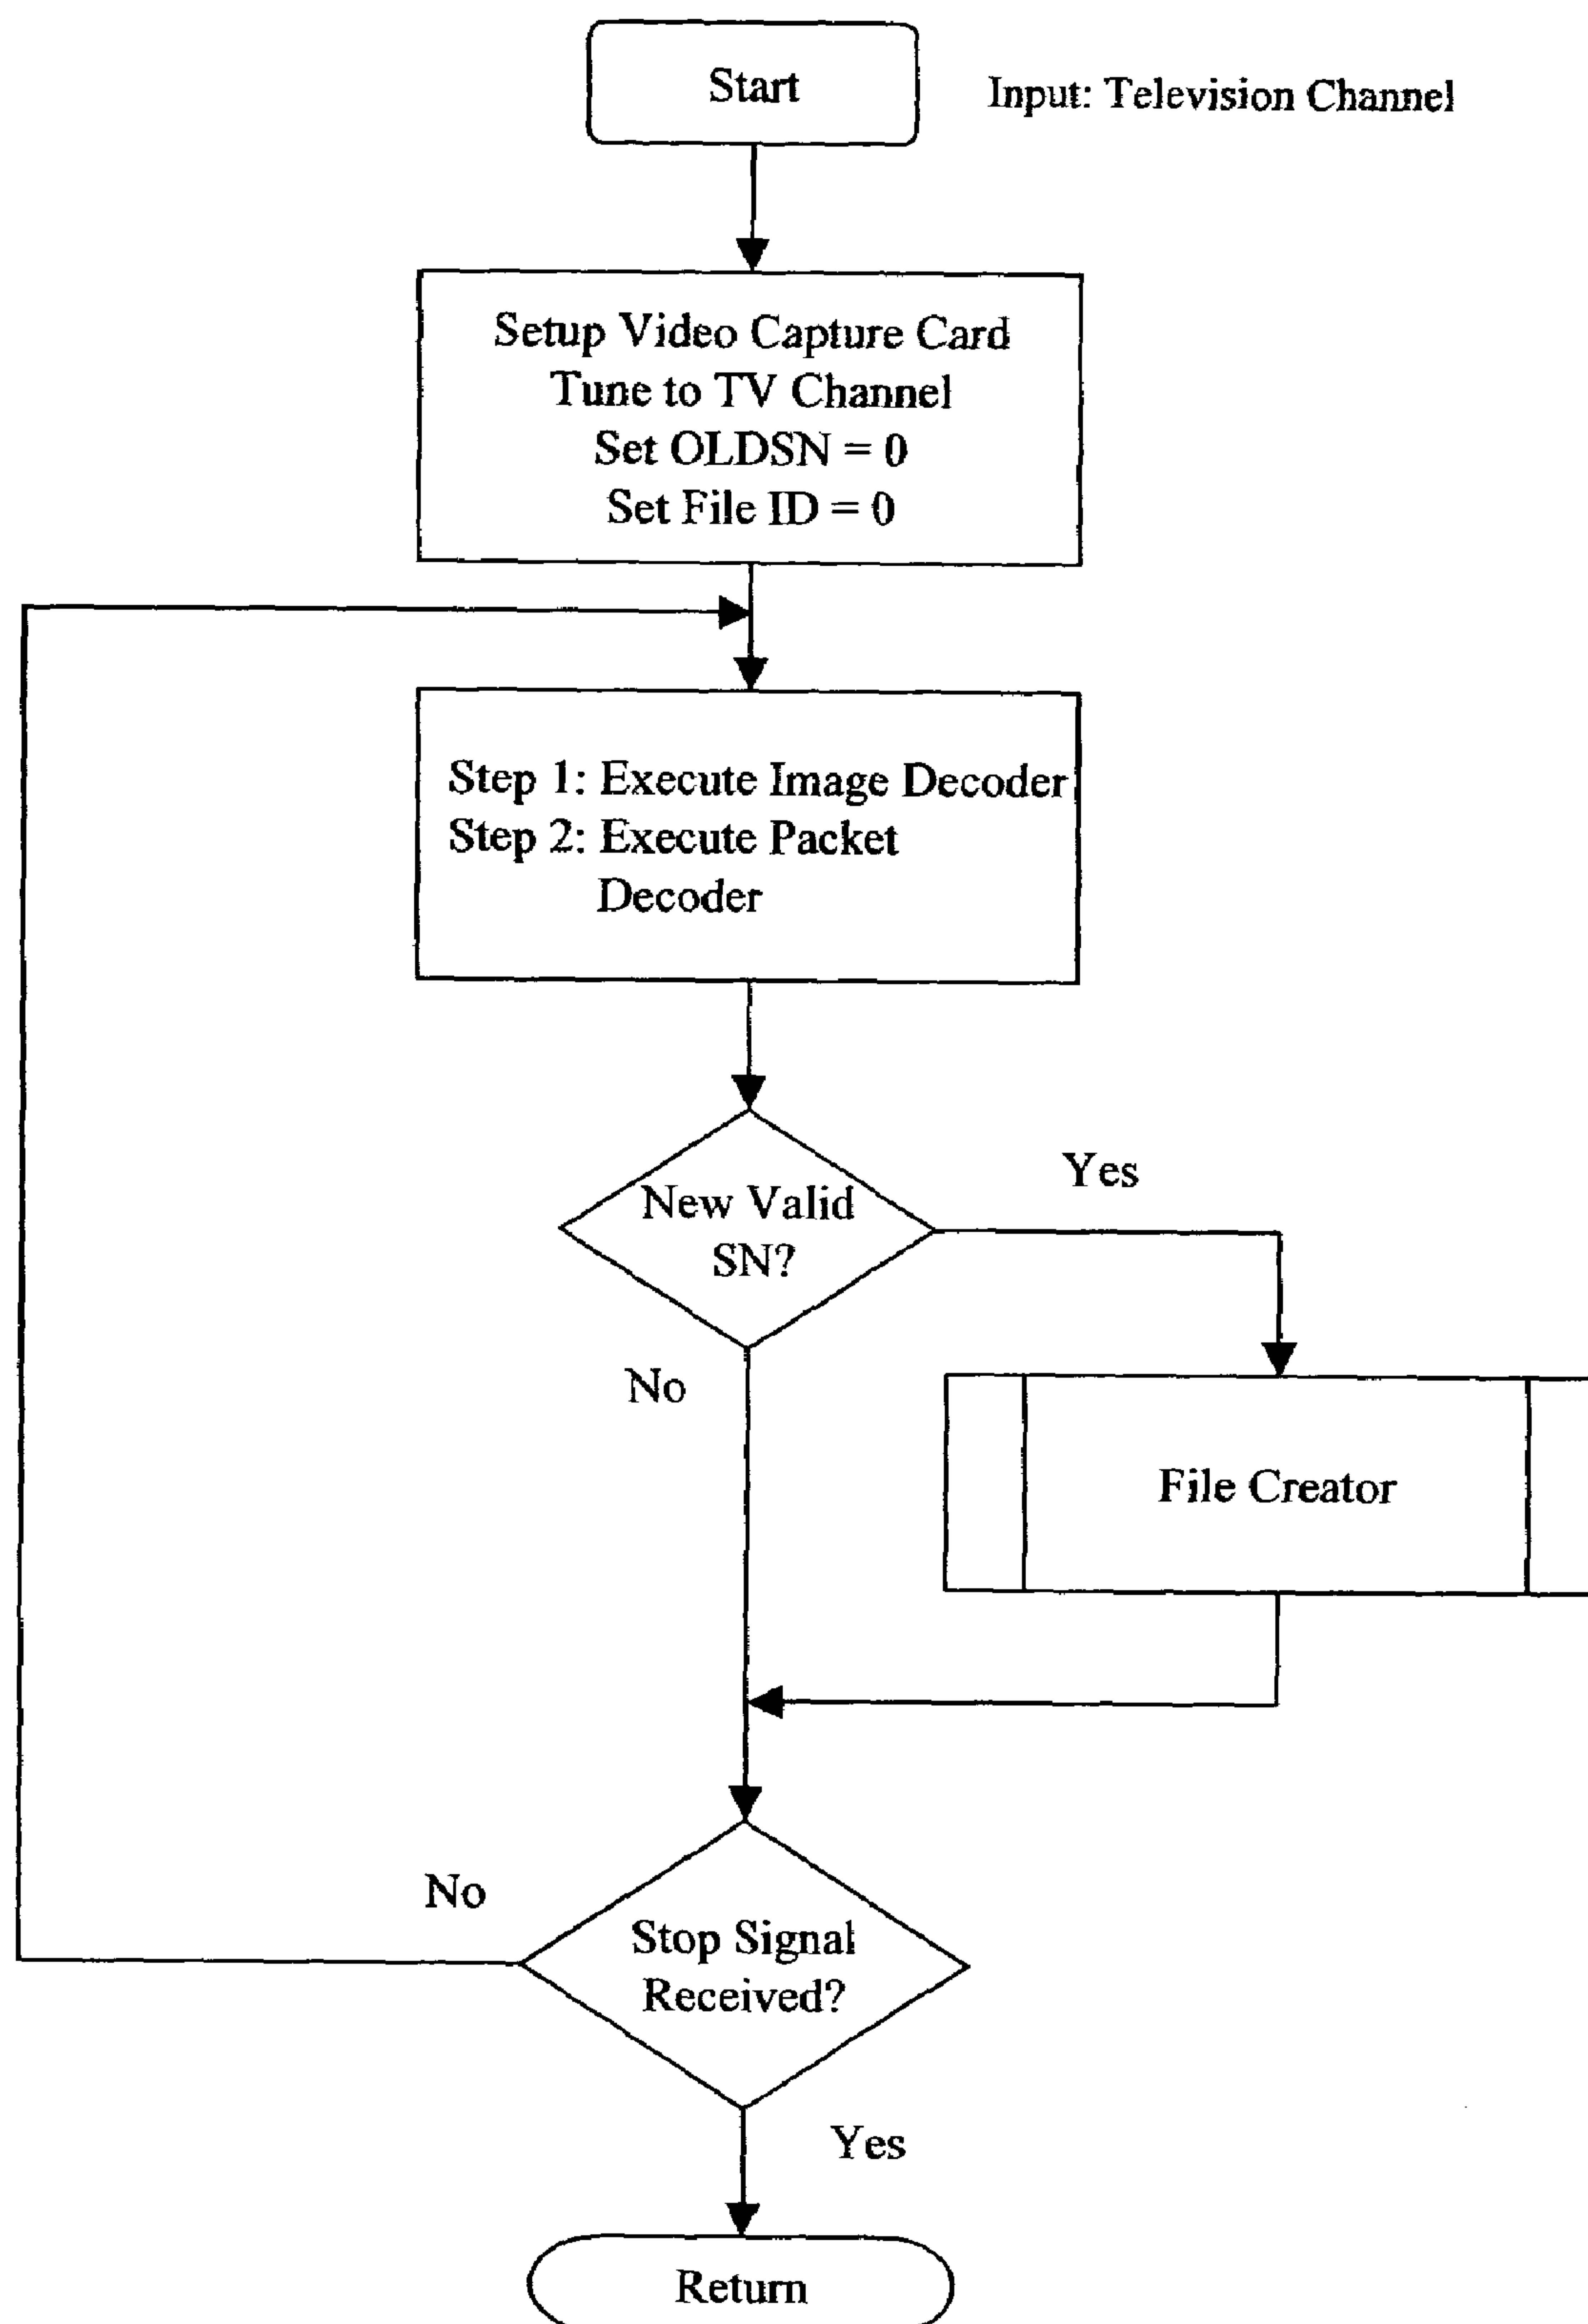 Start
Input: Television Channel
Setup Video Capture Card
Tune to TV Channel
Set OLDSN = 0
Set File ID = 0
Step 1: Execute Image Decoder
Step 2: Execute Packet
Decoder
New Valid
SN?
Yes
No
File Creator
No
Stop Signal
Received?
Yes
Return